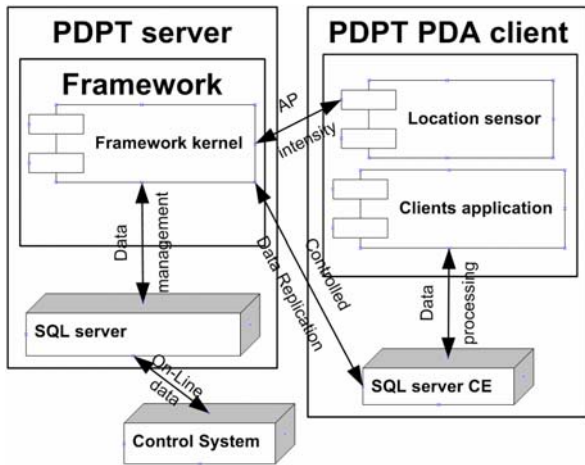 PDPT server
Framework
Framework kernel
Data
management
SQL server
On-Line
data
Control System
AP
intensity
Controlled
Data Replication
PDPT PDA client
Location sensor
Clients application
Data
processing
SQL server CE